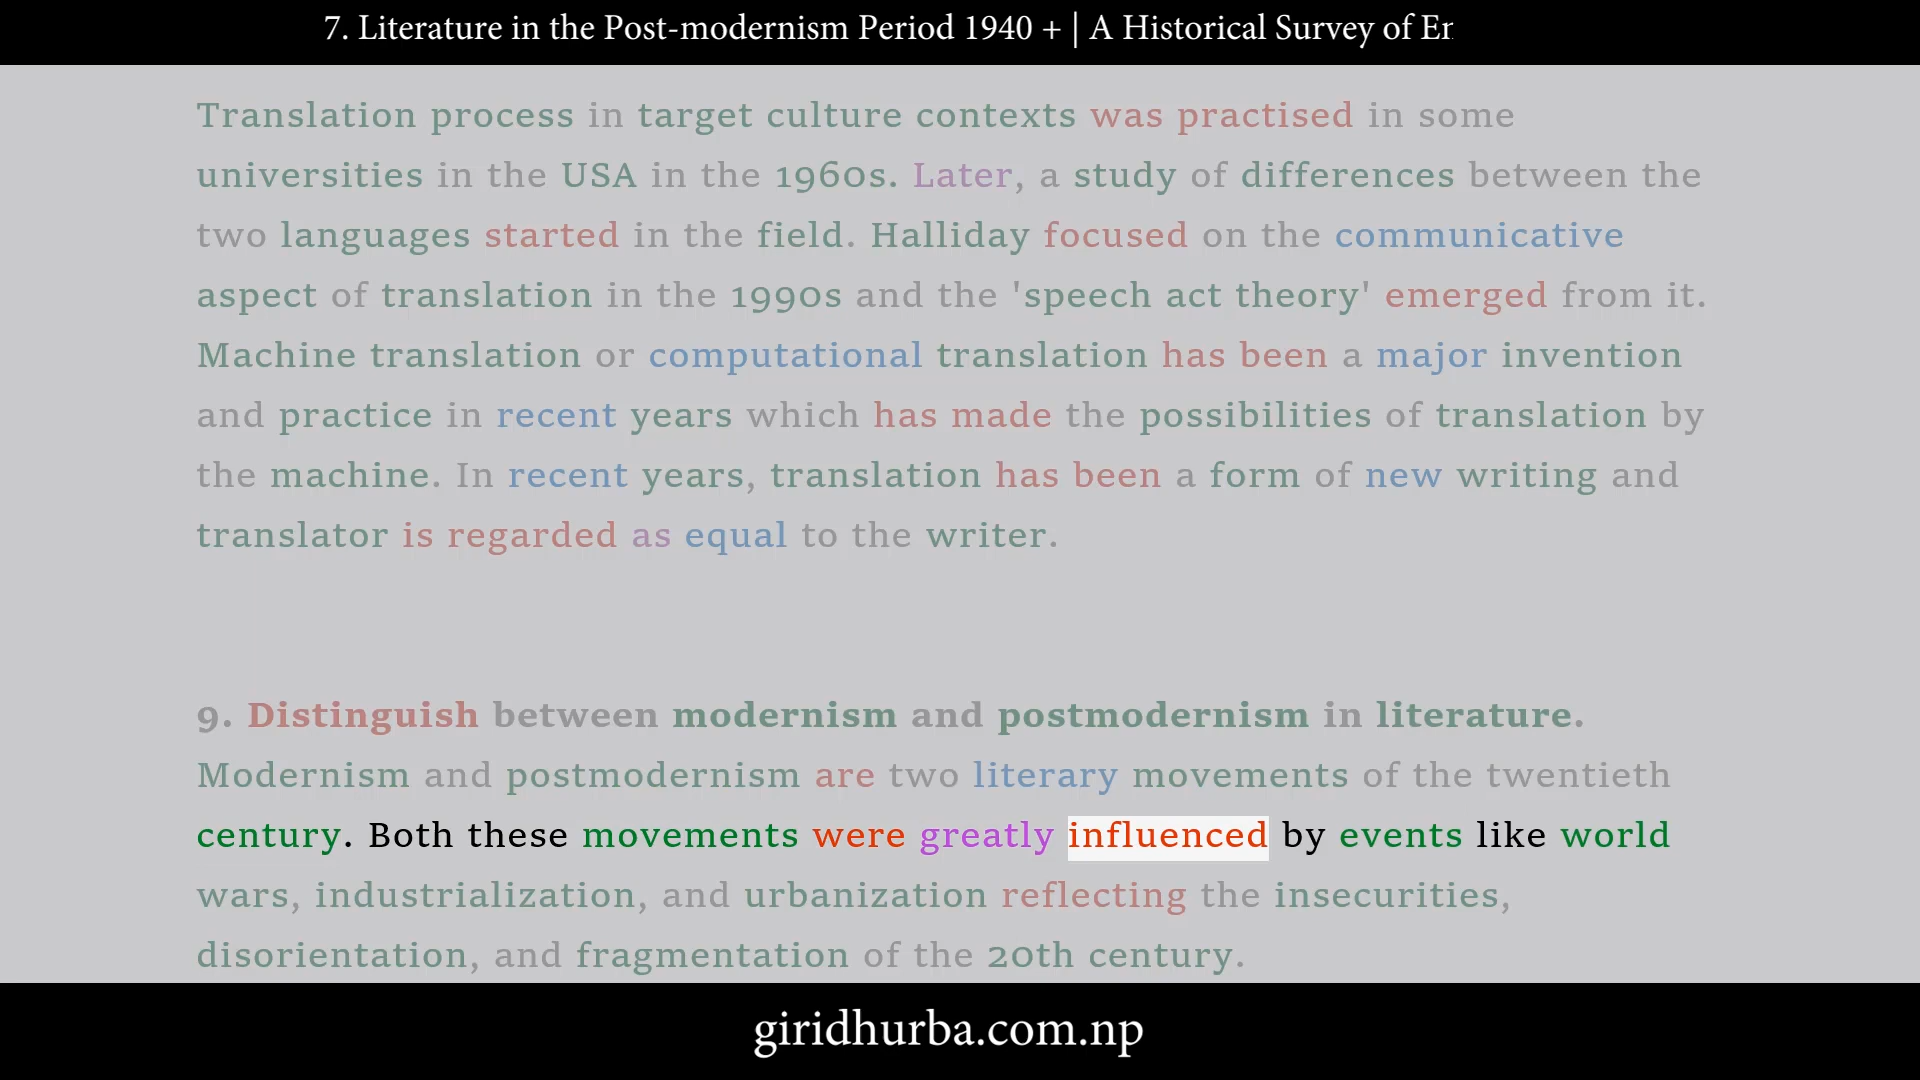 7. Literature in the Post-modernism Period 1940 + | A Historical Survey of Er
Translation process in target culture contexts was practised in some
universities in the USA in the 1960s. Later, a study of differences between the
two languages started in the field. Halliday focused on the communicative
aspect of translation in the 1990s and the 'speech act theory' emerged from it.
Machine translation or computational translation has been a major invention
and practice in recent years which has made the possibilities of translation by
the machine. In recent years, translation has been a form of new writing and
translator is regarded as equal to the writer.
9. Distinguish between modernism and postmodernism in literature.
Modernism and postmodernism are two literary movements of the twentieth
century. Both these movements were greatly influenced by events like world
wars, industrialization, and urbanization reflecting the insecurities,
disorientation, and fragmentation of the 20th century.
giridhurba.com.np